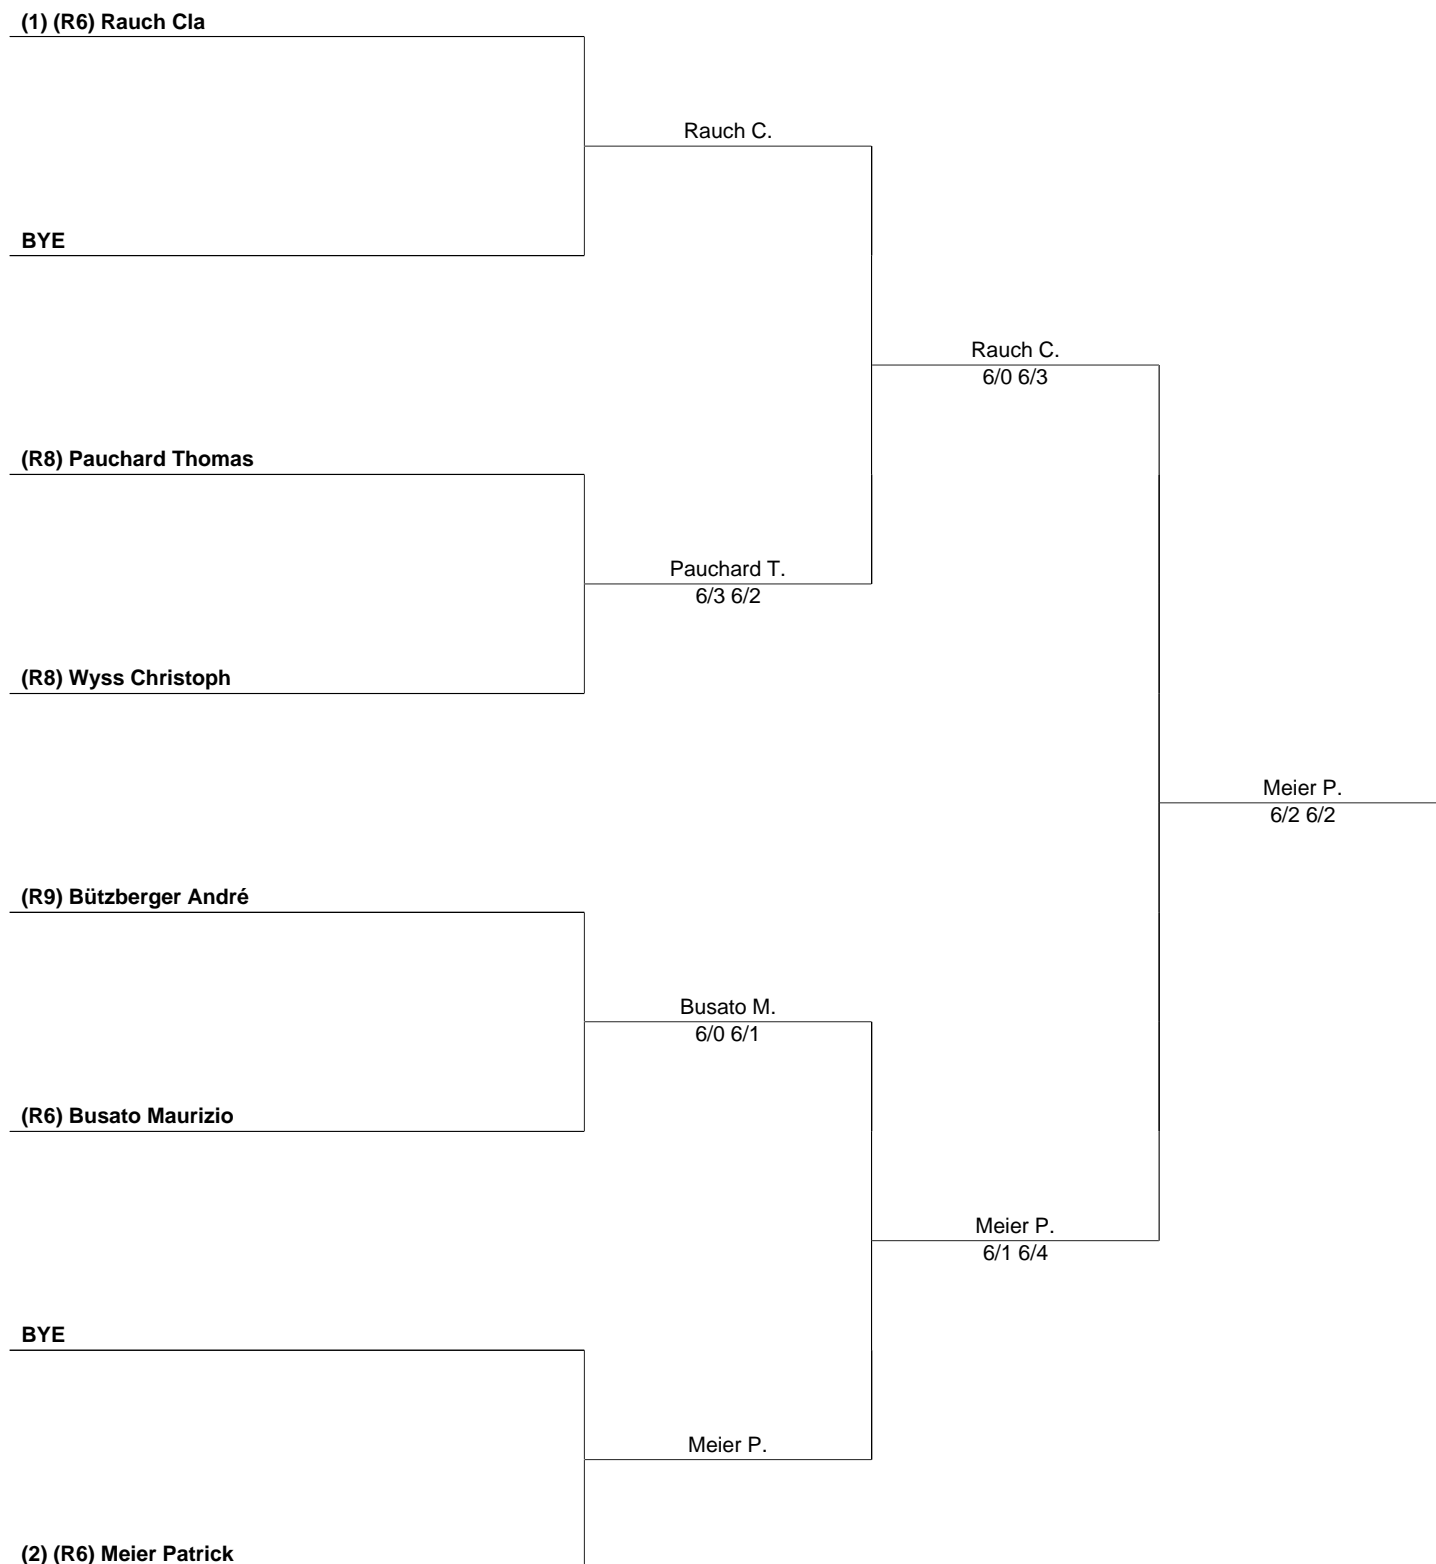 (1) (R6) Rauch Cla
Rauch C.
BYE
Rauch C.
6/0 6/3
(R8) Pauchard Thomas
Pauchard T.
6/3 6/2
(R8) Wyss Christoph
Meier P.
6/2 6/2
(R9) Bützberger André
Busato M.
6/0 6/1
(R6) Busato Maurizio
Meier P.
6/1 6/4
BYE
Meier P.
(2) (R6) Meier Patrick